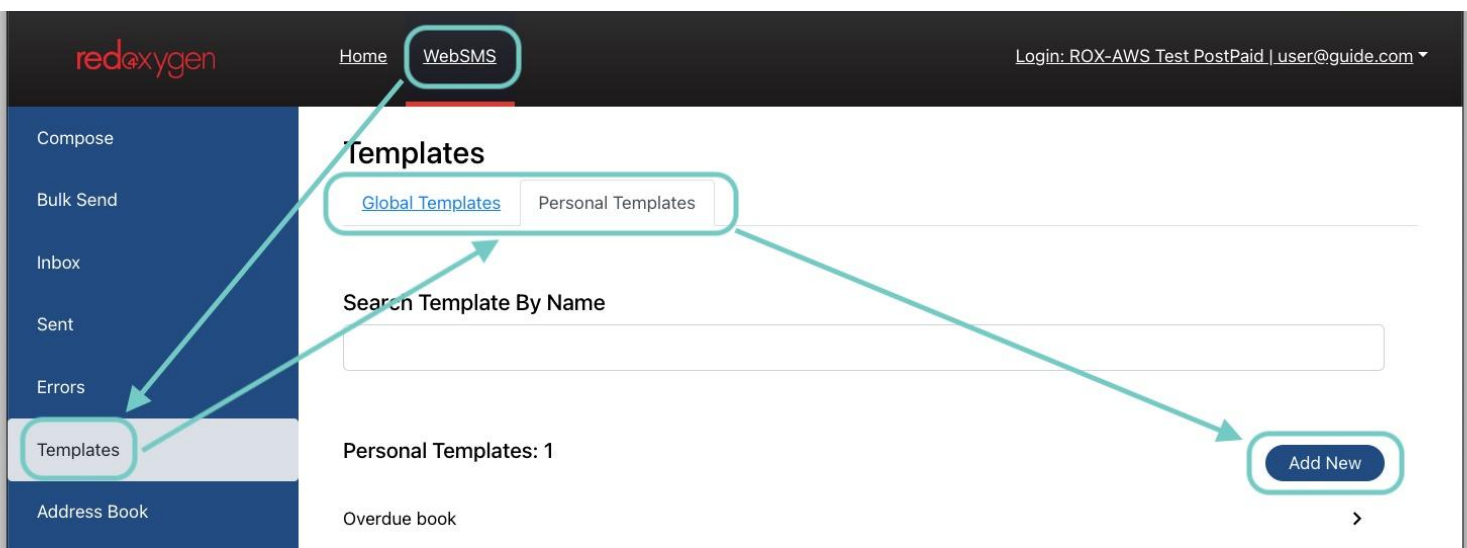 redoxygen
Home WebSMS Login: ROX-AWS Test PostPaid | user@guide.com
Compose
Bulk Send
Inbox
Sent
Errors
Templates
Address Book
Templates
Global Templates Personal Templates
Search Template By Name
Personal Templates: 1
Add New
Overdue book